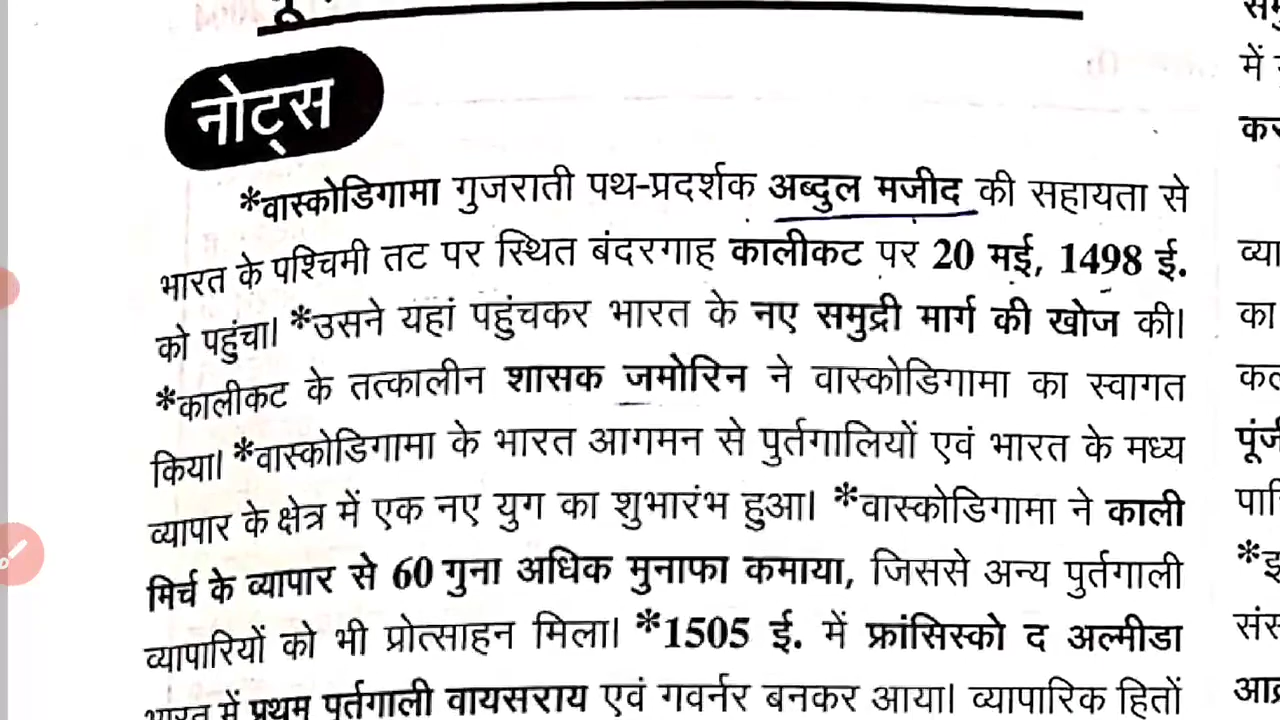 नोट्स
*वास्कोडिगामा गुजराती पथ-प्रदर्शक अब्दुल मजीद की सहायता से
भारत के पश्चिमी तट पर स्थित बंदरगाह कालीकट पर 20 मई, 1498 ई.
को पहुंचा। *उसने यहां पहुंचकर भारत के नए समुद्री मार्ग की खोज की।
*कालीकट के तत्कालीन शासक जमोरिन ने वास्कोडिगामा का स्वागत
किया। *वास्कोडिगामा के भारत आगमन से पुर्तगालियों एवं भारत के मध्य
व्यापार के क्षेत्र में एक नए युग का शुभारंभ हुआ। *वास्कोडिगामा ने काली
मिर्च के व्यापार से 60 गुना अधिक मुनाफा कमाया, जिससे अन्य पुर्तगाली
व्यापारियों को भी प्रोत्साहन मिला। *1505 ई. में फ्रांसिस्को द अल्मीडा
भारत में प्रथम पुर्तगाली वायसराय एवं गवर्नर बनकर आया। व्यापारिक हितों
में
का